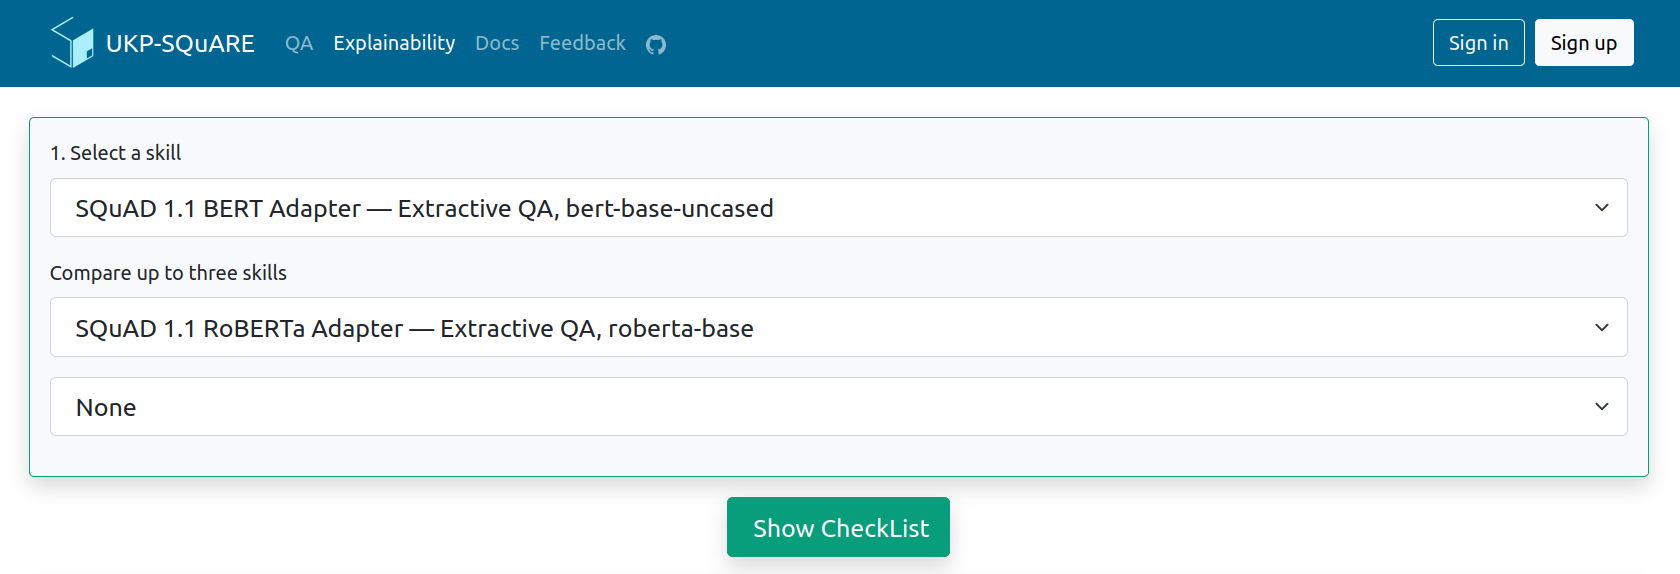 UKP-SQuARE QA Explainability Docs Feedback Sign in Sign up
1. Select a skill
SQuAD 1.1 BERT Adapter — Extractive QA, bert-base-uncased
Compare up to three skills
SQuAD 1.1 RoBERTa Adapter — Extractive QA, roberta-base
None
Show CheckList